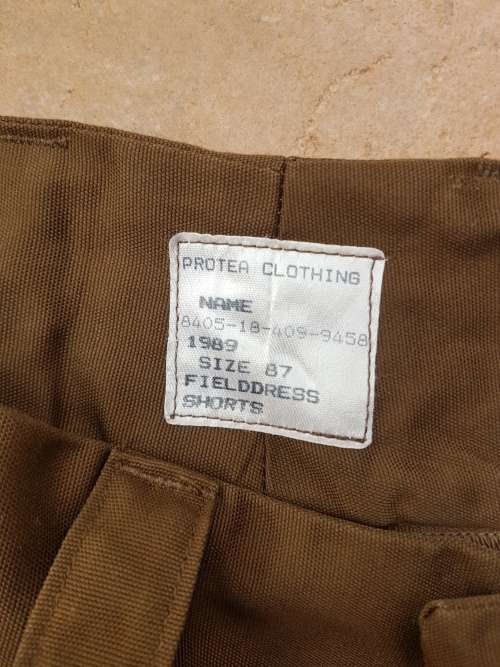 PROTEA CLOTHING
NAME
8405-18-409-9458
1989
SIZE 87
FIELDDRESS
SHORTS